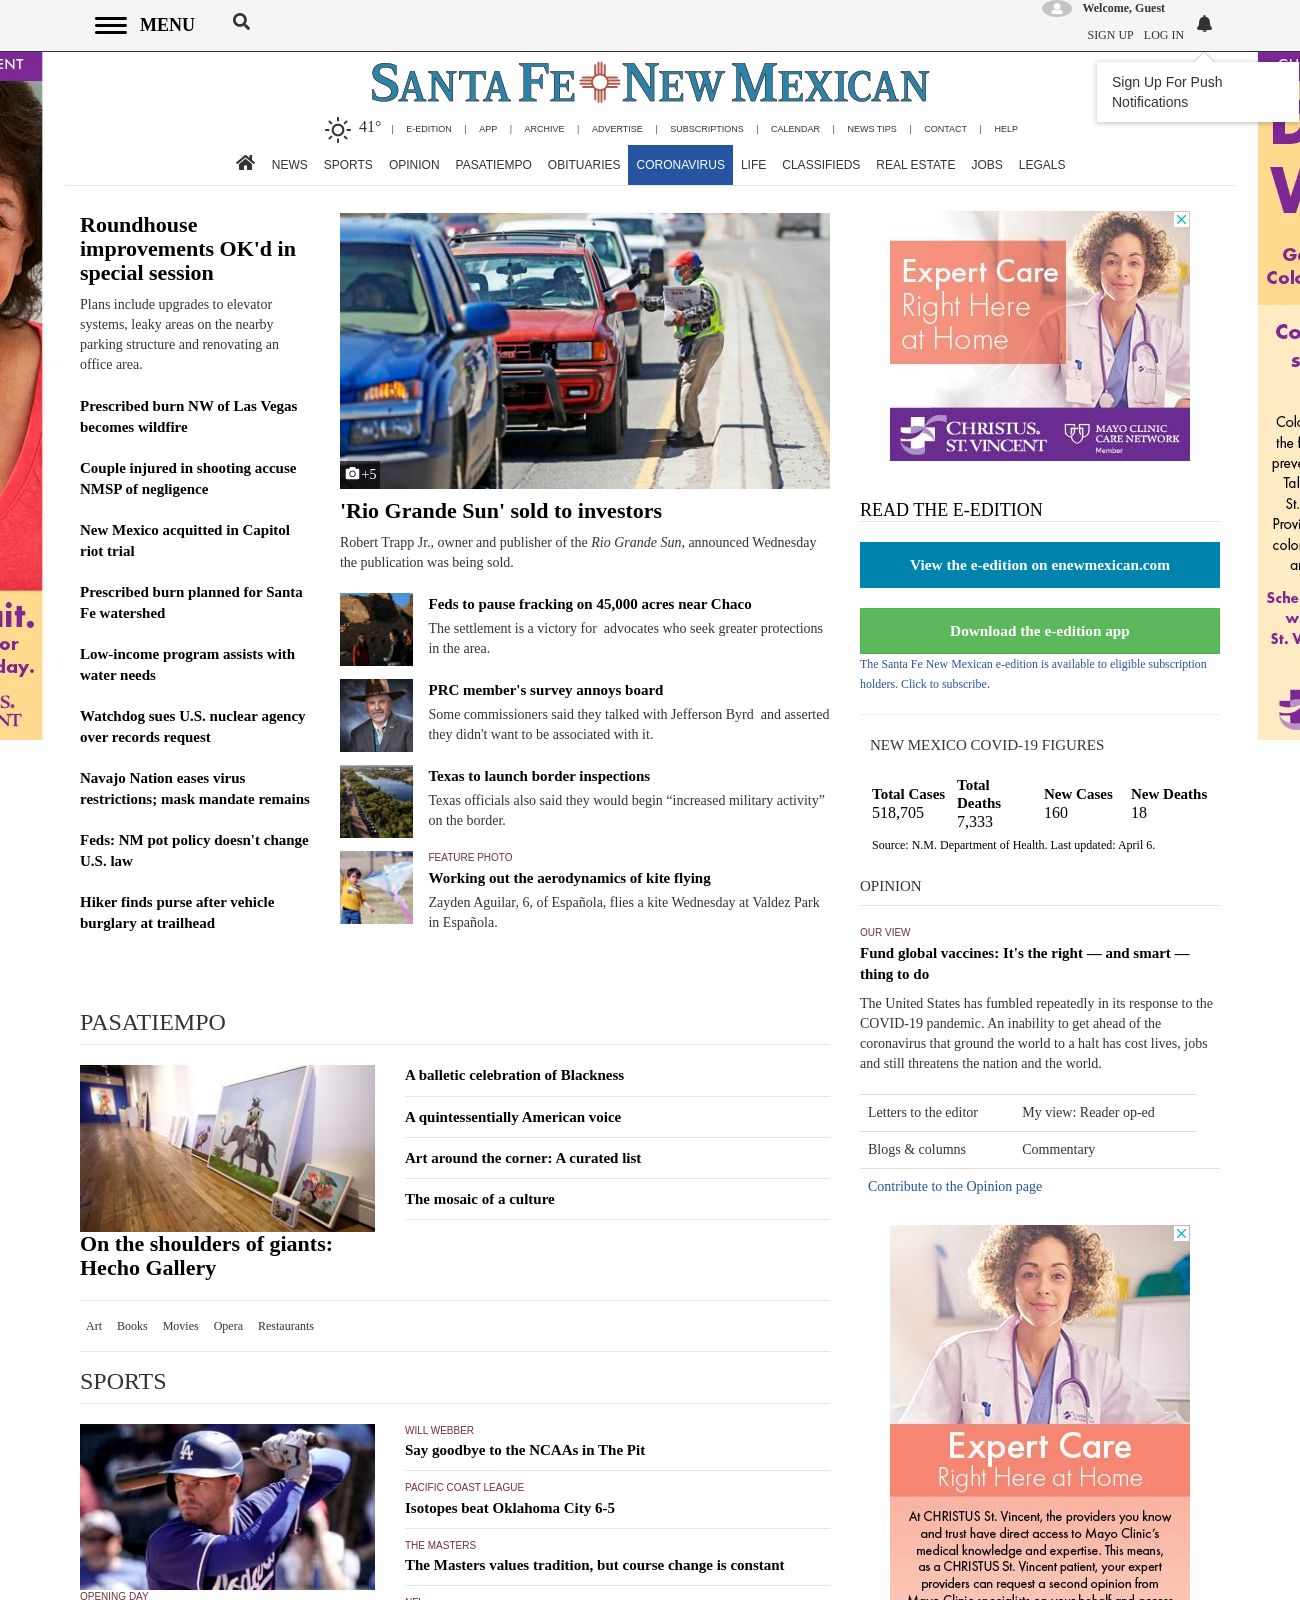 MENU
Welcome, Guest
SIGN UP LOG IN
Sign Up For Push
Notifications
SANTA FE NEW MEXICAN
41° | E-EDITION | APP | ARCHIVE | ADVERTISE | SUBSCRIPTIONS | CALENDAR | NEWS TIPS | CONTACT | HELP
NEWS SPORTS OPINION PASATIEMPO OBITUARIES CORONAVIRUS LIFE CLASSIFIEDS REAL ESTATE JOBS LEGALS
Roundhouse
improvements OK'd in
special session
Plans include upgrades to elevator
systems, leaky areas on the nearby
parking structure and renovating an
office area.
Prescribed burn NW of Las Vegas
becomes wildfire
Couple injured in shooting accuse
NMSP of negligence
New Mexico acquitted in Capitol
riot trial
Prescribed burn planned for Santa
Fe watershed
Low-income program assists with
water needs
Watchdog sues U.S. nuclear agency
over records request
Navajo Nation eases virus
restrictions; mask mandate remains
Feds: NM pot policy doesn't change
U.S. law
Hiker finds purse after vehicle
burglary at trailhead
+5
'Rio Grande Sun' sold to investors
Robert Trapp Jr., owner and publisher of the Rio Grande Sun, announced Wednesday
the publication was being sold.
Feds to pause fracking on 45,000 acres near Chaco
The settlement is a victory for advocates who seek greater protections
in the area.
PRC member's survey annoys board
Some commissioners said they talked with Jefferson Byrd and asserted
they didn't want to be associated with it.
Texas to launch border inspections
Texas officials also said they would begin “increased military activity”
on the border.
FEATURE PHOTO
Working out the aerodynamics of kite flying
Zayden Aguilar, 6, of Española, flies a kite Wednesday at Valdez Park
in Española.
Expert Care
Right Here
at Home
CHRISTUS.
ST. VINCENT
MAYO CLINIC
CARE NETWORK
Member
READ THE E-EDITION
View the e-edition on enewmexican.com
Download the e-edition app
The Santa Fe New Mexican e-edition is available to eligible subscription
holders. Click to subscribe.
NEW MEXICO COVID-19 FIGURES
Total Cases Total Deaths New Cases New Deaths
518,705 7,333 160 18
Source: N.M. Department of Health. Last updated: April 6.
OPINION
OUR VIEW
Fund global vaccines: It's the right — and smart —
thing to do
The United States has fumbled repeatedly in its response to the
COVID-19 pandemic. An inability to get ahead of the
coronavirus that ground the world to a halt has cost lives, jobs
and still threatens the nation and the world.
Letters to the editor My view: Reader op-ed
Blogs & columns Commentary
Contribute to the Opinion page
PASATIEMPO
On the shoulders of giants:
Hecho Gallery
A balletic celebration of Blackness
A quintessentially American voice
Art around the corner: A curated list
The mosaic of a culture
Art Books Movies Opera Restaurants
SPORTS
OPENING DAY
WILL WEBBER
Say goodbye to the NCAAs in The Pit
PACIFIC COAST LEAGUE
Isotopes beat Oklahoma City 6-5
THE MASTERS
The Masters values tradition, but course change is constant
Expert Care
Right Here at Home
At CHRISTUS St. Vincent, the providers you know
and trust have direct access to Mayo Clinic’s
medical knowledge and expertise. This means,
as a CHRISTUS St. Vincent patient, your expert
providers can request a second opinion from